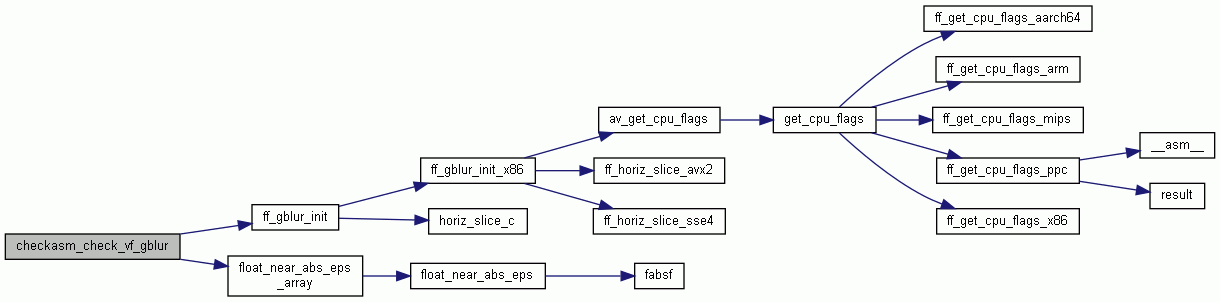 checkasm_check_vf_gblur
ff_gblur_init
float_near_abs_eps
_array
ff_gblur_init_x86
horiz_slice_c
float_near_abs_eps
av_get_cpu_flags
ff_horiz_slice_avx2
ff_horiz_slice_sse4
fabsf
get_cpu_flags
ff_get_cpu_flags_aarch64
ff_get_cpu_flags_arm
ff_get_cpu_flags_mips
ff_get_cpu_flags_ppc
ff_get_cpu_flags_x86
__asm__
result